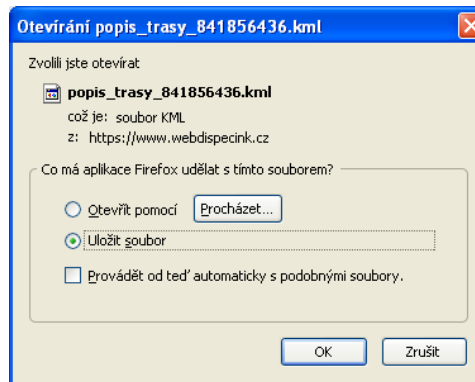 Otevírání popis_trasy_841856436.kml
Zvolili jste otevírat
popis_trasy_841856436.kml
což je: soubor KML
z: https://www.webdispecink.cz
Co má aplikace Firefox udělat s tímto souborem?
Otevřít pomocí Procházet...
Uložit soubor
Provádět od teď automaticky s podobnými soubory.
OK Zrušit